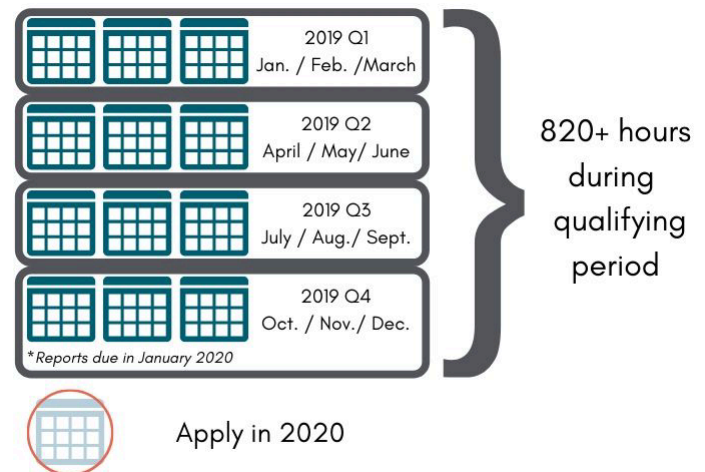 2019 Q1
Jan. / Feb. /March
2019 Q2
April / May/ June
2019 Q3
July / Aug./ Sept.
2019 Q4
Oct. / Nov./ Dec.
*Reports due in January 2020
820+ hours
during
qualifying
period
Apply in 2020